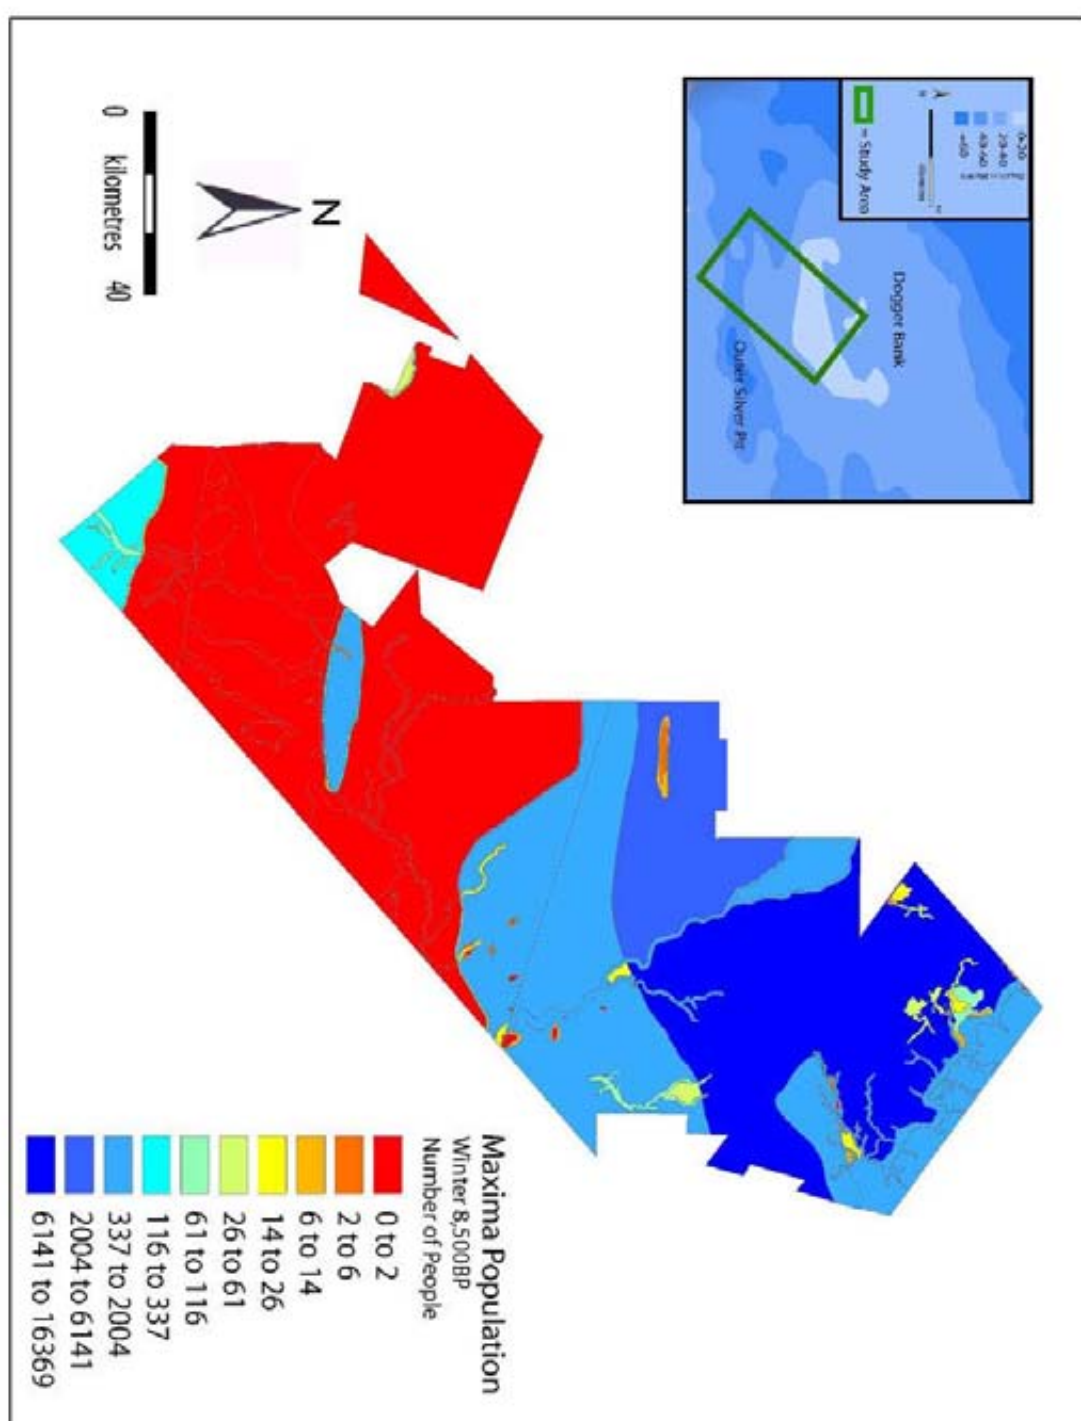 0-20
20-40
40-60
>60
N
= Study Area
Dogger Bank
Outer Silver Pit
N
0 kilometres 40
Maxima Population
Winter 8,500BP
Number of People
0 to 2
2 to 6
6 to 14
14 to 26
26 to 61
61 to 116
116 to 337
337 to 2004
2004 to 6141
6141 to 16369